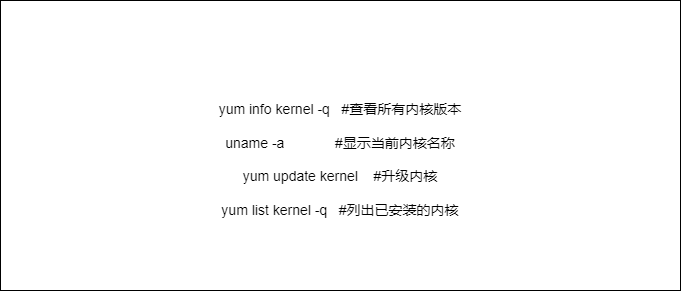 yum info kernel -q   #查看所有内核版本
uname -a             #显示当前内核名称
yum update kernel    #升级内核
yum list kernel -q   #列出已安装的内核